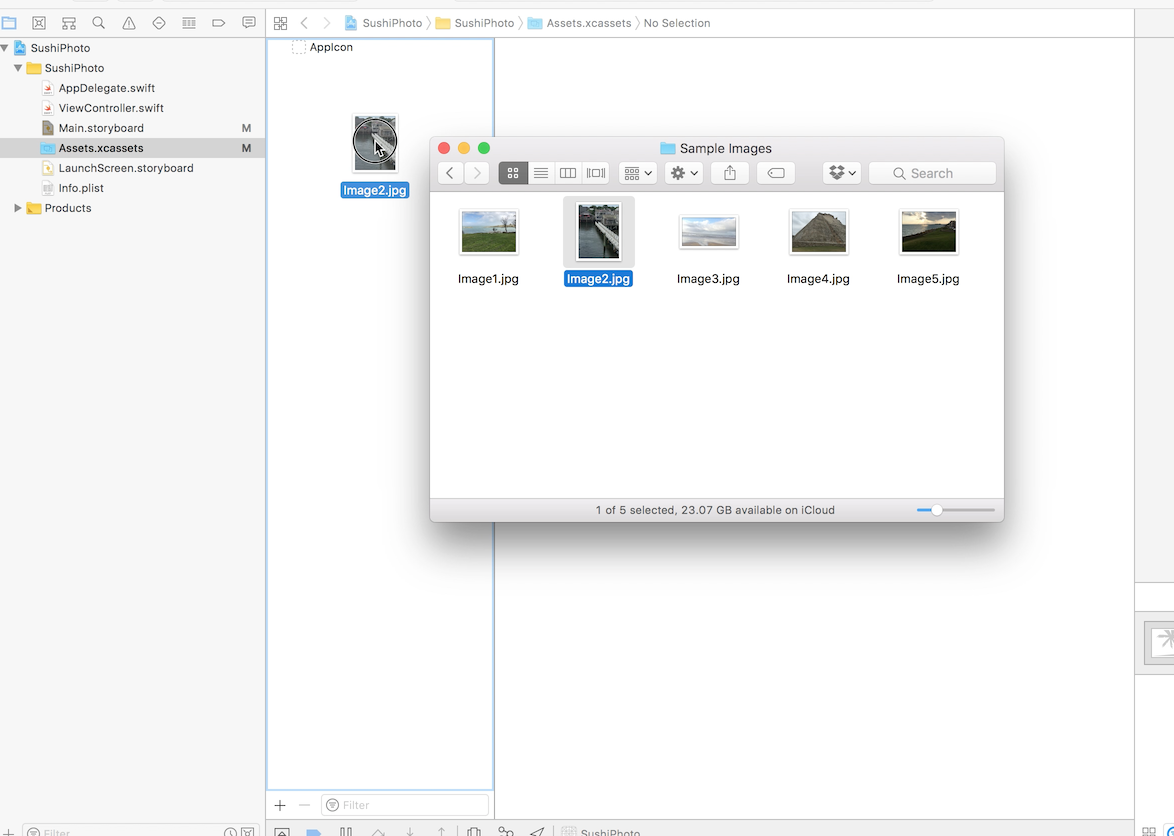 SushiPhoto
SushiPhoto
AppDelegate.swift
ViewController.swift
Main.storyboard M
Assets.xcassets M
LaunchScreen.storyboard
Info.plist
Products
Filter
SushiPhoto SushiPhoto Assets.xcassets No Selection
AppIcon
Image2.jpg
Filter
SushiPhoto
Sample Images
Search
Image1.jpg Image2.jpg Image3.jpg Image4.jpg Image5.jpg
1 of 5 selected, 23.07 GB available on iCloud